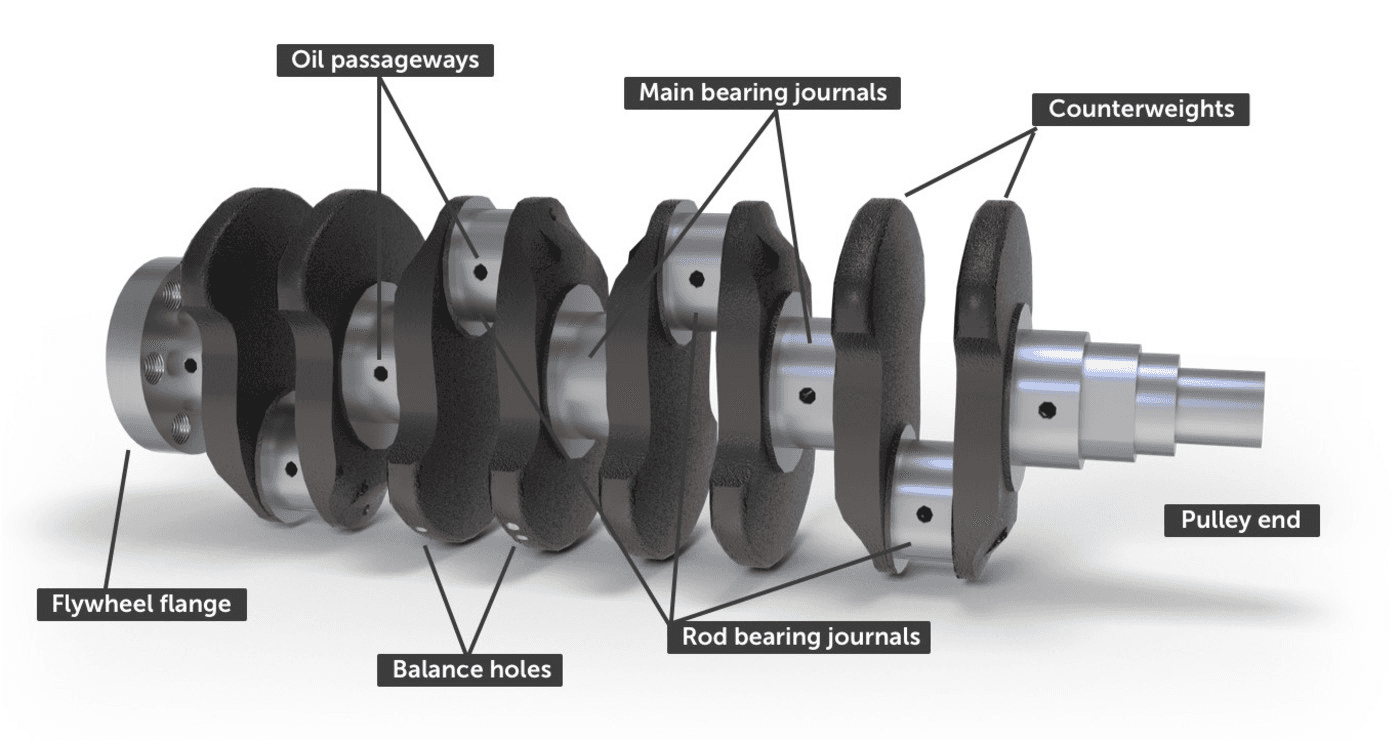 Oil passageways
Main bearing journals
Counterweights
Pulley end
Flywheel flange
Rod bearing journals
Balance holes